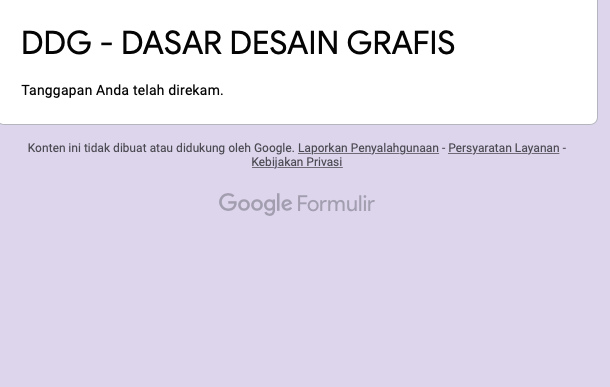 DDG - DASAR DESAIN GRAFIS
Tanggapan Anda telah direkam.
Konten ini tidak dibuat atau didukung oleh Google. Laporkan Penyalahgunaan - Persyaratan Layanan -
Kebijakan Privasi
Google Formulir